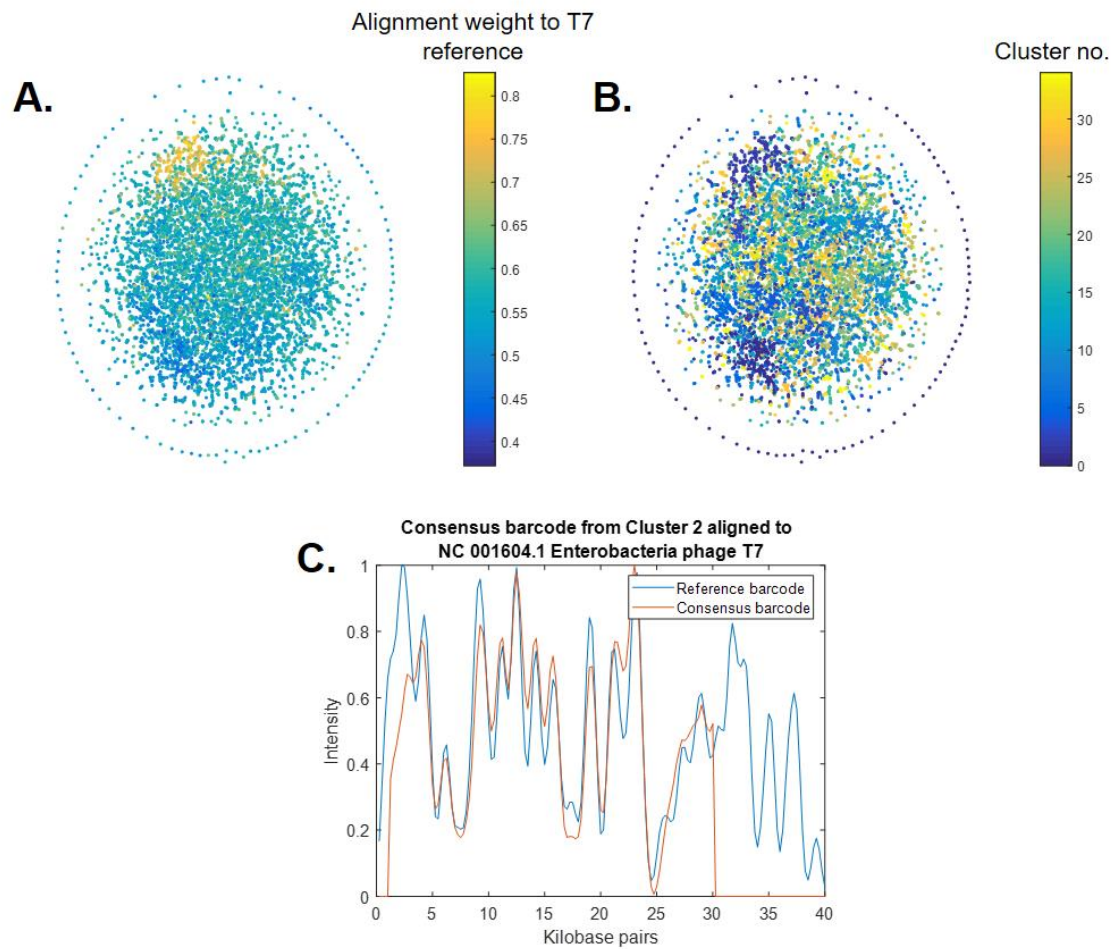 Alignment weight to T7
reference
A.
0.8
0.75
0.7
0.65
0.6
0.55
0.5
0.45
0.4
Cluster no.
B.
30
25
20
15
10
5
0
C.
Consensus barcode from Cluster 2 aligned to
NC 001604.1 Enterobacteria phage T7
Reference barcode
Consensus barcode
Intensity
1
0.8
0.6
0.4
0.2
0
0 5 10 15 20 25 30 35 40
Kilobase pairs